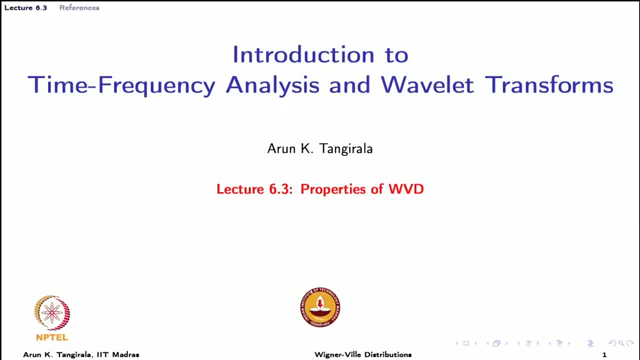 Lecture 6.3 References
Introduction to
Time-Frequency Analysis and Wavelet Transforms
Arun K. Tangirala
Lecture 6.3: Properties of WVD
NPTEL
Arun K. Tangirala, IIT Madras Wigner-Ville Distributions 1